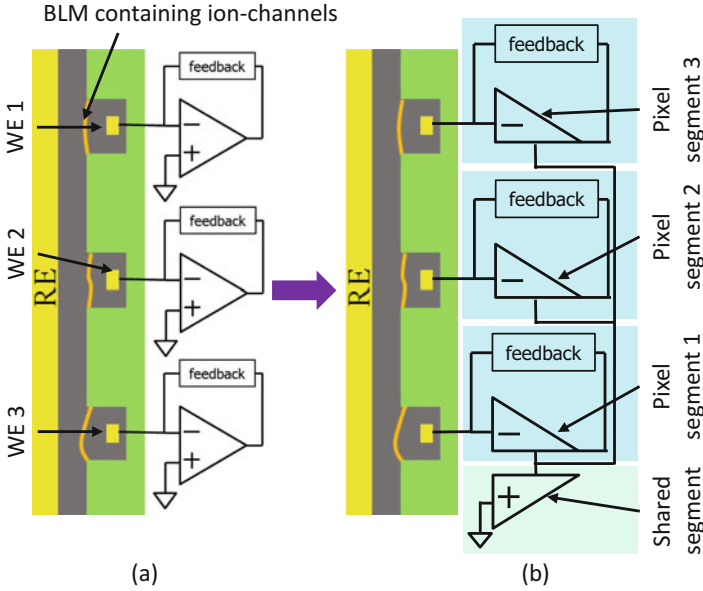 BLM containing ion-channels
WE 1
WE 2
WE 3
RE
feedback
−
+
feedback
−
+
feedback
−
+
(a)
RE
feedback
−
feedback
−
feedback
−
+
Pixel
segment 3
Pixel
segment 2
Pixel
segment 1
Shared
segment
(b)